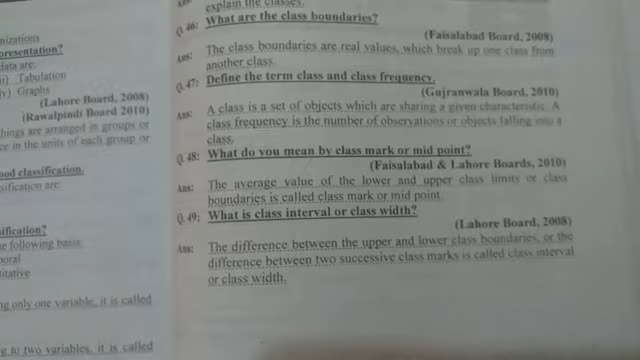 nizations
presentation?
data are:
ii) Tabulation
iv) Graphs
(Lahore Board, 2008)
(Rawalpindi Board 2010)
things are arranged in groups or
ce in the units of each group or
ood classification.
sification are:
sification?
e following basis:
poral
titative
ng only one variable, it is called
g to two variables, it is called
explain the classes.
Q.46: What are the class boundaries?
(Faisalabad Board, 2008)
Ans: The class boundaries are real values, which break up one class from
another class.
Q.47: Define the term class and class frequency.
(Gujranwala Board, 2010)
Ans: A class is a set of objects which are sharing a given characteristic. A
class frequency is the number of observations or objects falling into a
class.
Q.48: What do you mean by class mark or mid point?
(Faisalabad & Lahore Boards, 2010)
Ans: The average value of the lower and upper class limits or class
boundaries is called class mark or mid point.
Q.49: What is class interval or class width?
(Lahore Board, 2008)
Ans: The difference between the upper and lower class boundaries, or the
difference between two successive class marks is called class interval
or class width.